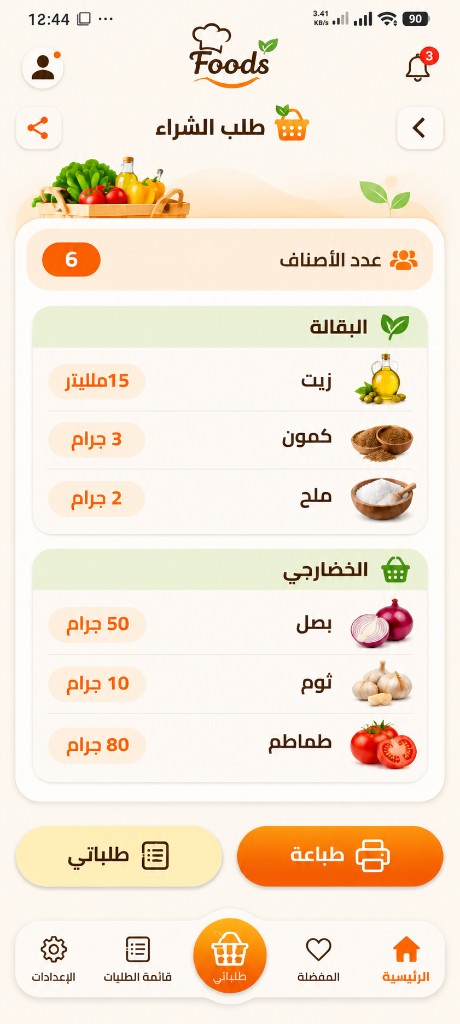 12:44
3.41 KB/s
90
Foods
3
طلب الشراء
عدد الأصناف
6
البقالة
زيت
15ملليتر
كمون
3 جرام
ملح
2 جرام
الخضارجي
بصل
50 جرام
ثوم
10 جرام
طماطم
80 جرام
طباعة
طلباتي
الرئيسية
المفضلة
طلباتي
قائمة الطلبات
الإعدادات